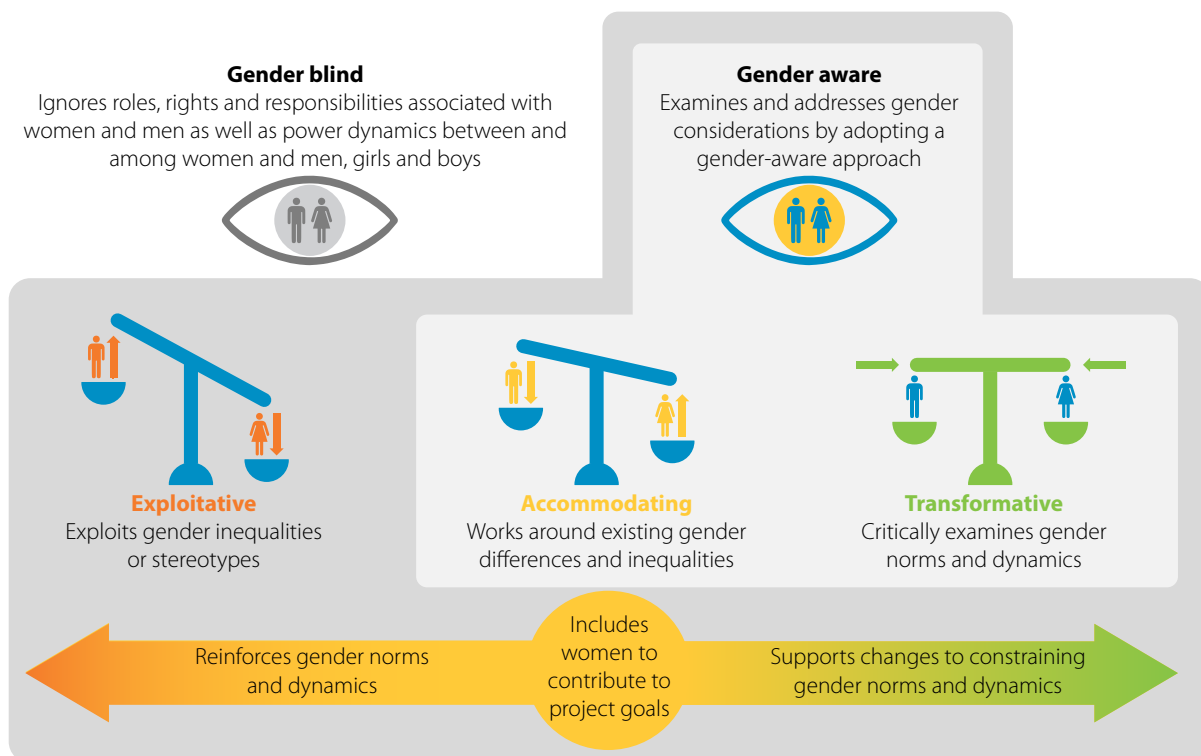 Gender blind
Ignores roles, rights and responsibilities associated with
women and men as well as power dynamics between and
among women and men, girls and boys
Gender aware
Examines and addresses gender
considerations by adopting a
gender-aware approach
Exploitative
Exploits gender inequalities
or stereotypes
Accommodating
Works around existing gender
differences and inequalities
Transformative
Critically examines gender
norms and dynamics
Reinforces gender norms
and dynamics
Includes
women to
contribute to
project goals
Supports changes to constraining
gender norms and dynamics